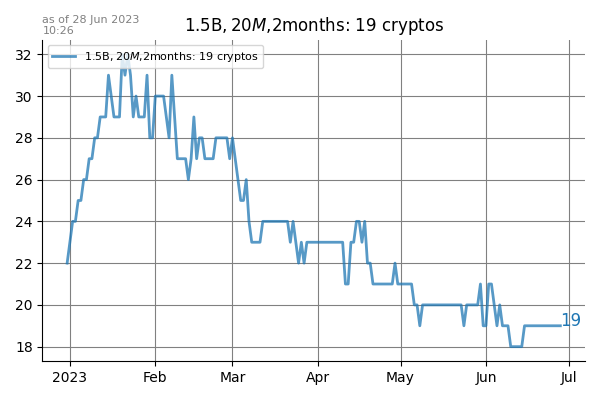 as of 28 Jun 2023
10:26
1.5B, 20M,2months: 19 cryptos
1.5B, 20M,2months: 19 cryptos
32
30
28
26
24
22
20
18
19
2023 Feb Mar Apr May Jun Jul